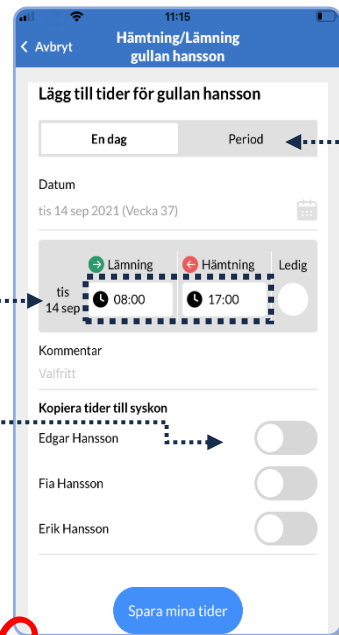 11:15
Avbryt
Hämtning/Lämning
gullan hansson
Lägg till tider för gullan hansson
En dag Period
Datum
tis 14 sep 2021 (Vecka 37)
Lämning Hämtning Ledig
tis
14 sep
08:00 17:00
Kommentar
Valfritt
Kopiera tider till syskon
Edgar Hansson
Fia Hansson
Erik Hansson
Spara mina tider